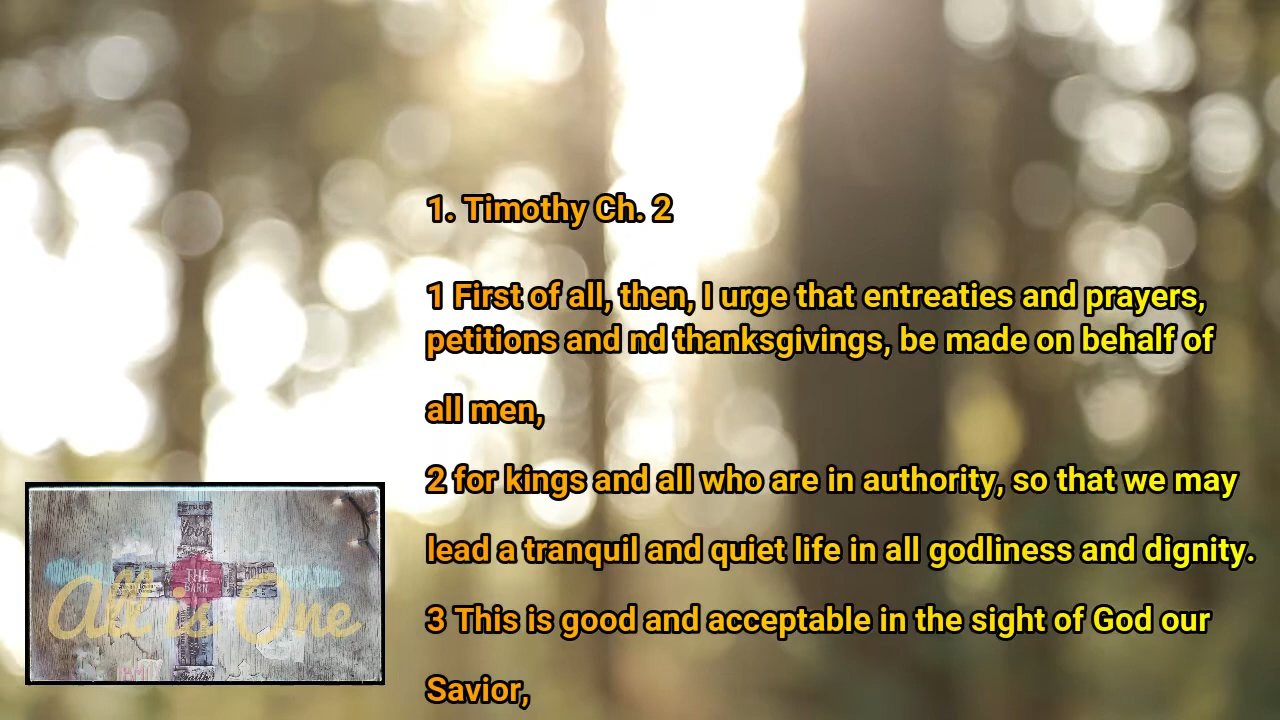 1. Timothy Ch. 2
1 First of all, then, I urge that entreaties and prayers,
petitions and nd thanksgivings, be made on behalf of
all men,
2 for kings and all who are in authority, so that we may
lead a tranquil and quiet life in all godliness and dignity.
3 This is good and acceptable in the sight of God our
Savior,
Love
THE
BARN
All is One
Faith